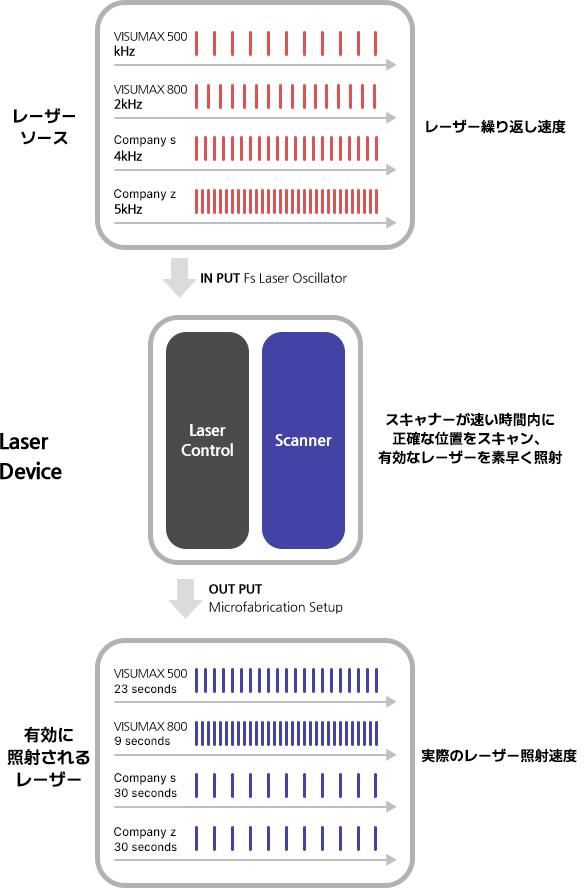 VISUMAX 500
kHz
VISUMAX 800
2kHz
Company s
4kHz
Company z
5kHz
レーザー
ソース
レーザー繰り返し速度
IN PUT Fs Laser Oscillator
Laser
Device
Laser
Control
Scanner
スキャナーが速い時間内に
正確な位置をスキャン、
有効なレーザーを素早く照射
OUT PUT
Microfabrication Setup
VISUMAX 500
23 seconds
VISUMAX 800
9 seconds
Company s
30 seconds
Company z
30 seconds
有効に
照射される
レーザー
実際のレーザー照射速度